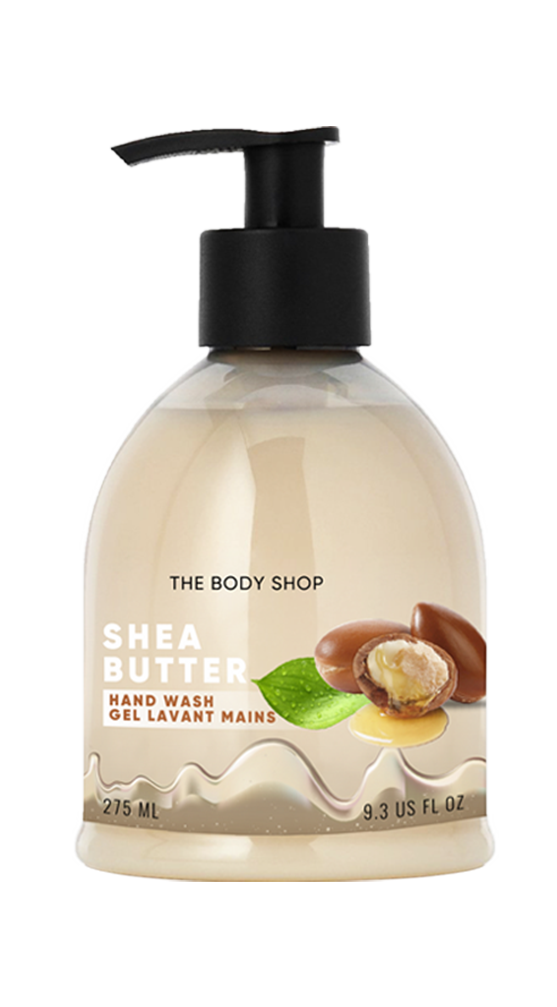 THE BODY SHOP
SHEA
BUTTER
HAND WASH
GEL LAVANT MAINS
275 ML
9.3 US FL OZ